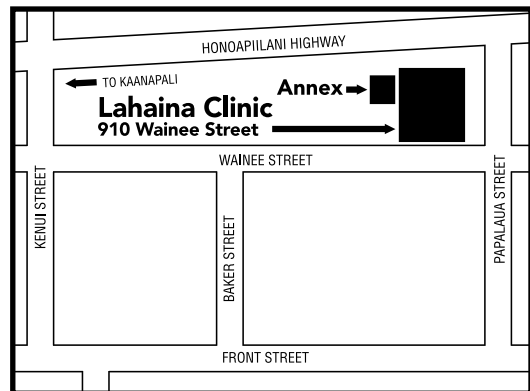 HONOAPIILANI HIGHWAY
TO KAANAPALI
Annex
Lahaina Clinic
910 Wainee Street
WAINEE STREET
KENUI STREET
BAKER STREET
PAPALAUA STREET
FRONT STREET